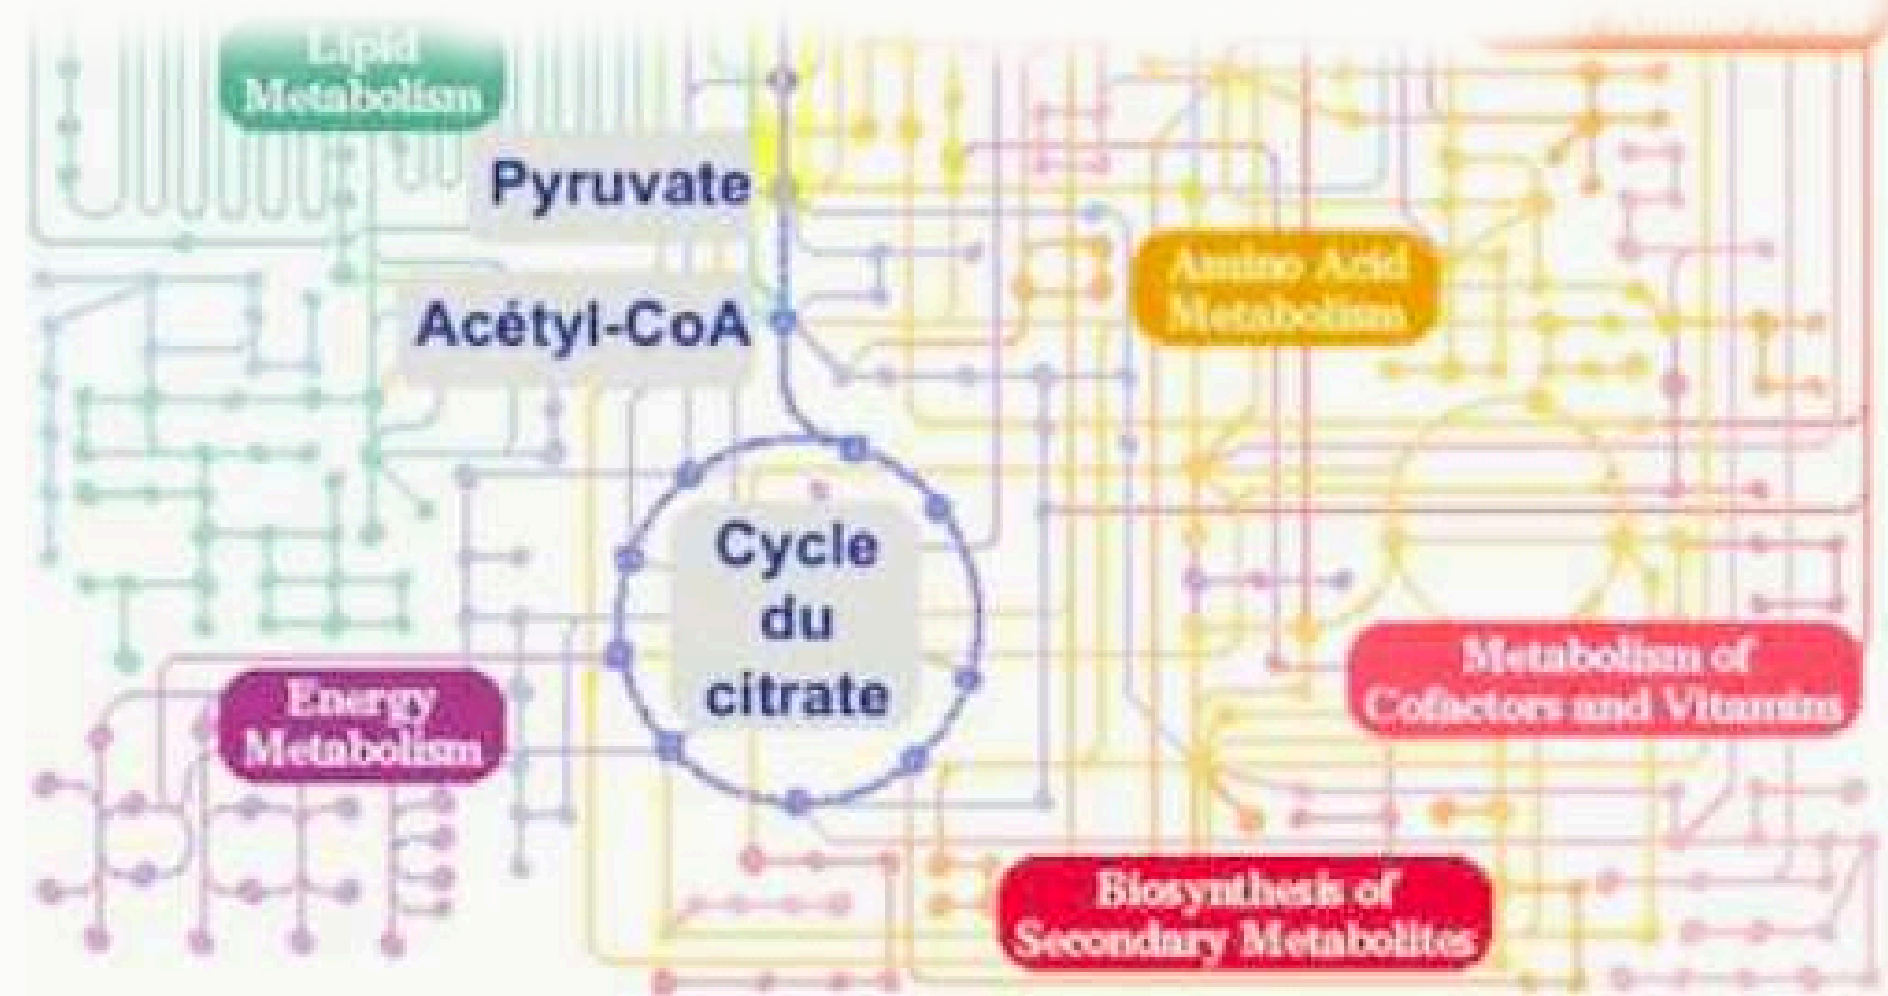 Lipid
Metabolism
Pyruvate
Acétyl-CoA
Amino Acid
Metabolism
Cycle
du
citrate
Metabolism of
Cofactors and Vitamins
Energy
Metabolism
Biosynthesis of
Secondary Metabolites